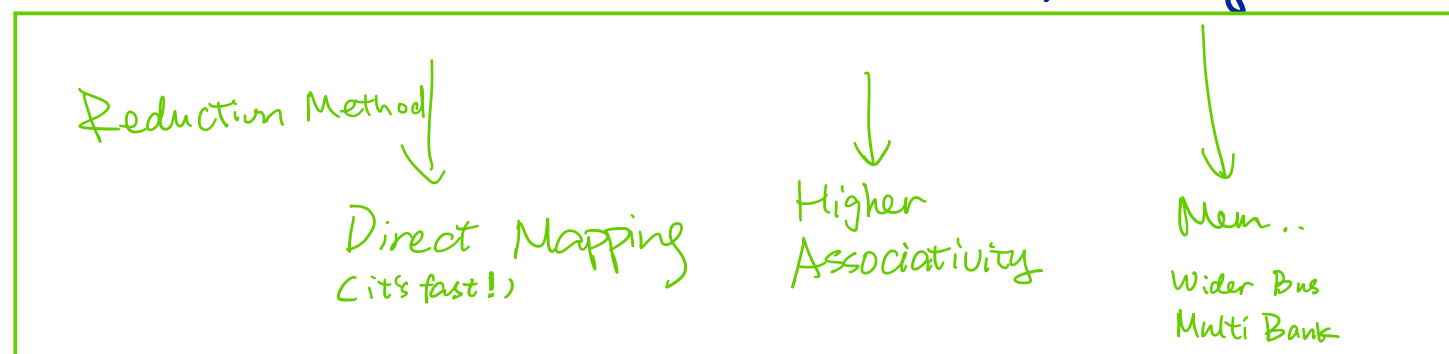 Reduction Method
Direct Mapping
(it's fast!)
Higher
Associativity
Mem..
Wider Bus
Multi Bank